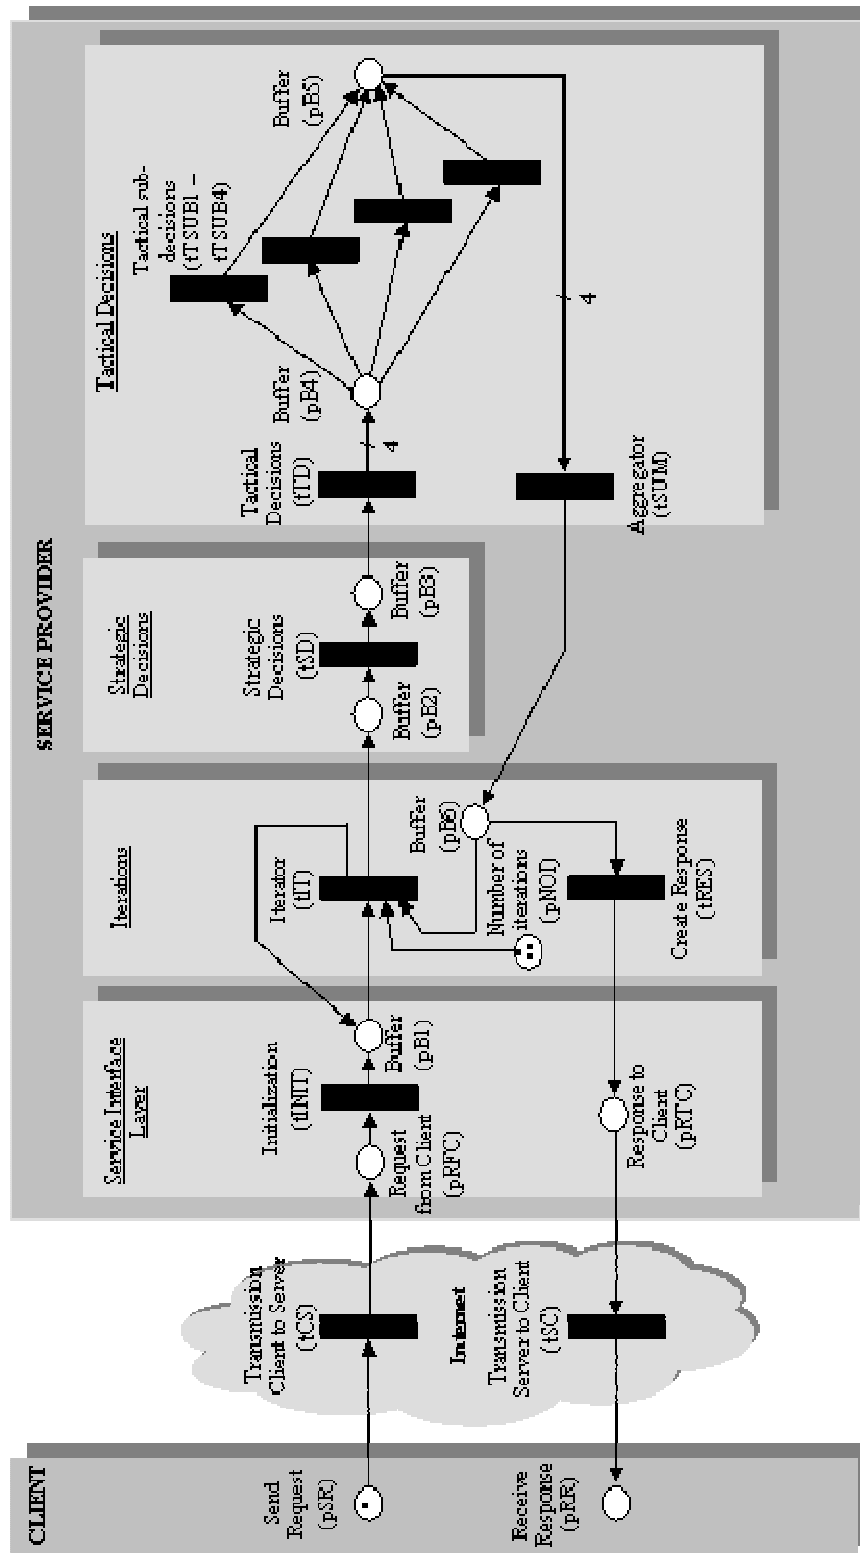 CLIENT
Send
Request
(pSR)
Receive
Response
(pRR)
Transmission
Client to Server
(tCS)
Internet
Transmission
Server to Client
(tSC)
SERVICE PROVIDER
Service Interface
Layer
Request
from Client
(pRFC)
Initialization
(tINIT)
Buffer
(pB1)
Response to
Client
(pRTC)
Iterations
Iterator
(tIT)
Buffer
(pB6)
Number of
iterations
(pNOI)
Create Response
(tRES)
Strategic
Decisions
Buffer
(pB2)
Strategic
Decisions
(tSD)
Buffer
(pB3)
Tactical Decisions
Tactical
Decisions
(tTD)
4
Buffer
(pB4)
Tactical sub-
decisions
(tTSUB1 –
tTSUB4)
Buffer
(pB5)
4
Aggregator
(tSUM)